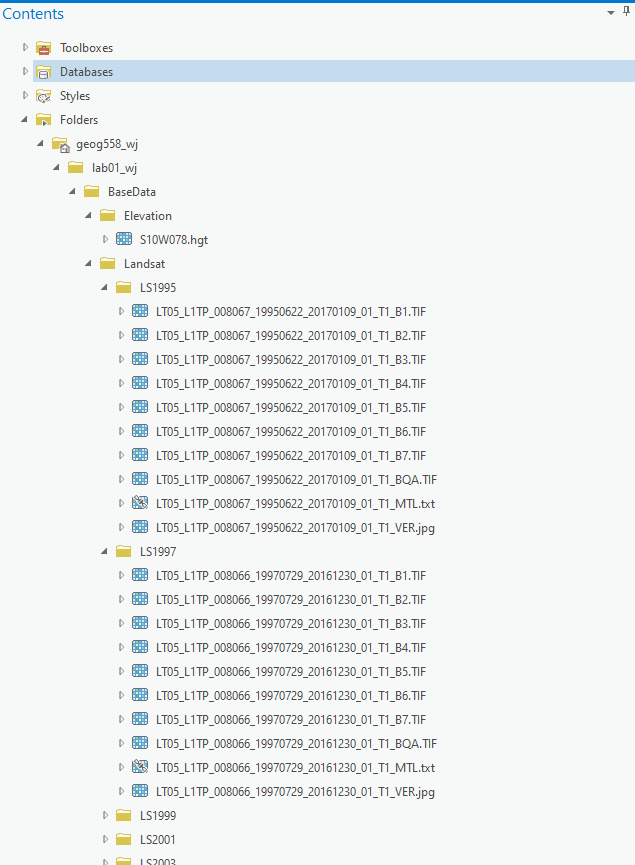 Contents
Toolboxes
Databases
Styles
Folders
geog558_wj
lab01_wj
BaseData
Elevation
S10W078.hgt
Landsat
LS1995
LT05_L1TP_008067_19950622_20170109_01_T1_B1.TIF
LT05_L1TP_008067_19950622_20170109_01_T1_B2.TIF
LT05_L1TP_008067_19950622_20170109_01_T1_B3.TIF
LT05_L1TP_008067_19950622_20170109_01_T1_B4.TIF
LT05_L1TP_008067_19950622_20170109_01_T1_B5.TIF
LT05_L1TP_008067_19950622_20170109_01_T1_B6.TIF
LT05_L1TP_008067_19950622_20170109_01_T1_B7.TIF
LT05_L1TP_008067_19950622_20170109_01_T1_BQA.TIF
LT05_L1TP_008067_19950622_20170109_01_T1_MTL.txt
LT05_L1TP_008067_19950622_20170109_01_T1_VER.jpg
LS1997
LT05_L1TP_008066_19970729_20161230_01_T1_B1.TIF
LT05_L1TP_008066_19970729_20161230_01_T1_B2.TIF
LT05_L1TP_008066_19970729_20161230_01_T1_B3.TIF
LT05_L1TP_008066_19970729_20161230_01_T1_B4.TIF
LT05_L1TP_008066_19970729_20161230_01_T1_B5.TIF
LT05_L1TP_008066_19970729_20161230_01_T1_B6.TIF
LT05_L1TP_008066_19970729_20161230_01_T1_B7.TIF
LT05_L1TP_008066_19970729_20161230_01_T1_BQA.TIF
LT05_L1TP_008066_19970729_20161230_01_T1_MTL.txt
LT05_L1TP_008066_19970729_20161230_01_T1_VER.jpg
LS1999
LS2001
LS2003